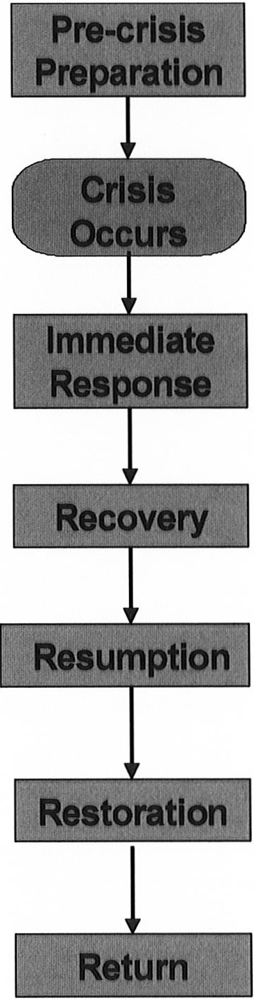 Pre-crisis
Preparation
Crisis
Occurs
Immediate
Response
Recovery
Resumption
Restoration
Return